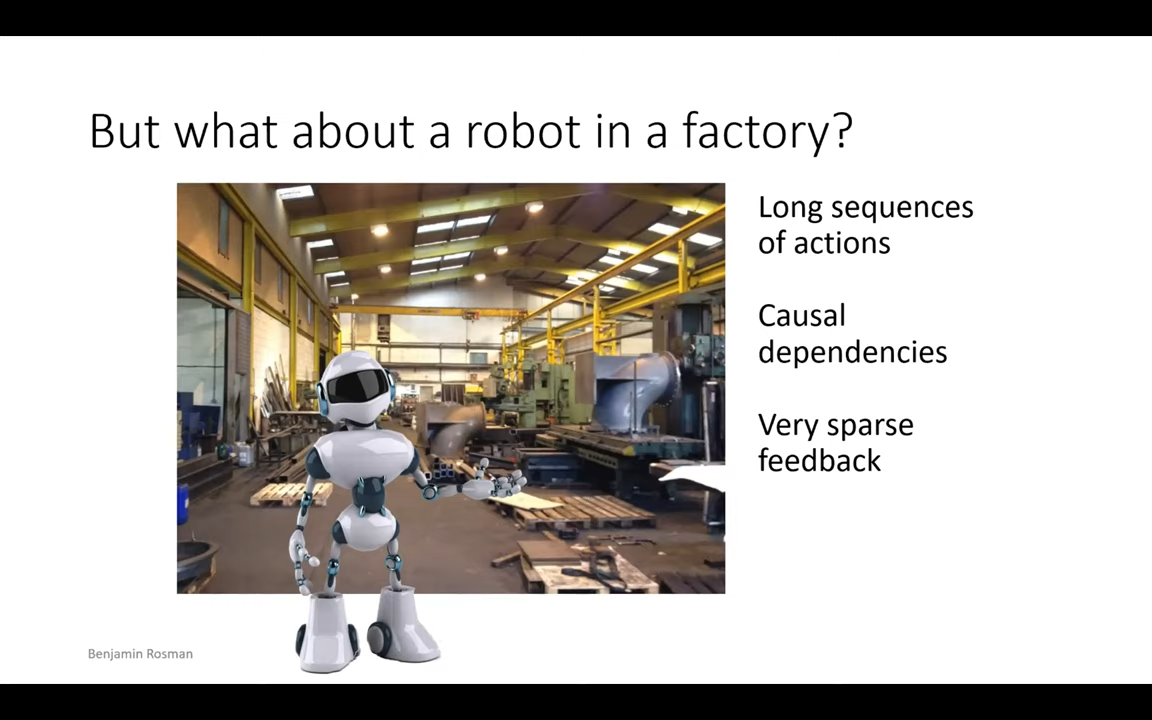 But what about a robot in a factory?
Long sequences
of actions
Causal
dependencies
Very sparse
feedback
Benjamin Rosman